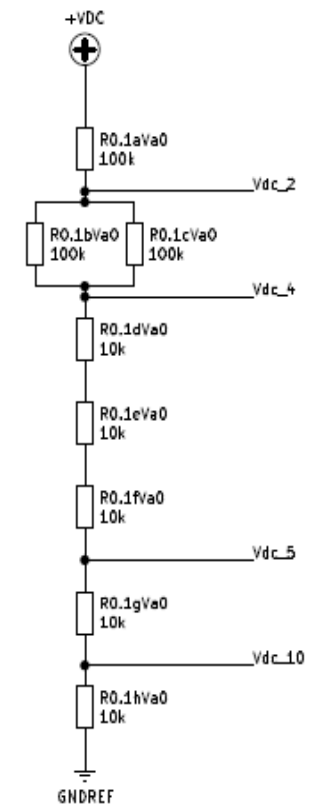 +VDC
R0.1aVa0
100k
Vdc_2
R0.1bVa0
100k
R0.1cVa0
100k
Vdc_4
R0.1dVa0
10k
R0.1eVa0
10k
R0.1fVa0
10k
Vdc_5
R0.1gVa0
10k
Vdc_10
R0.1hVa0
10k
GNDREF